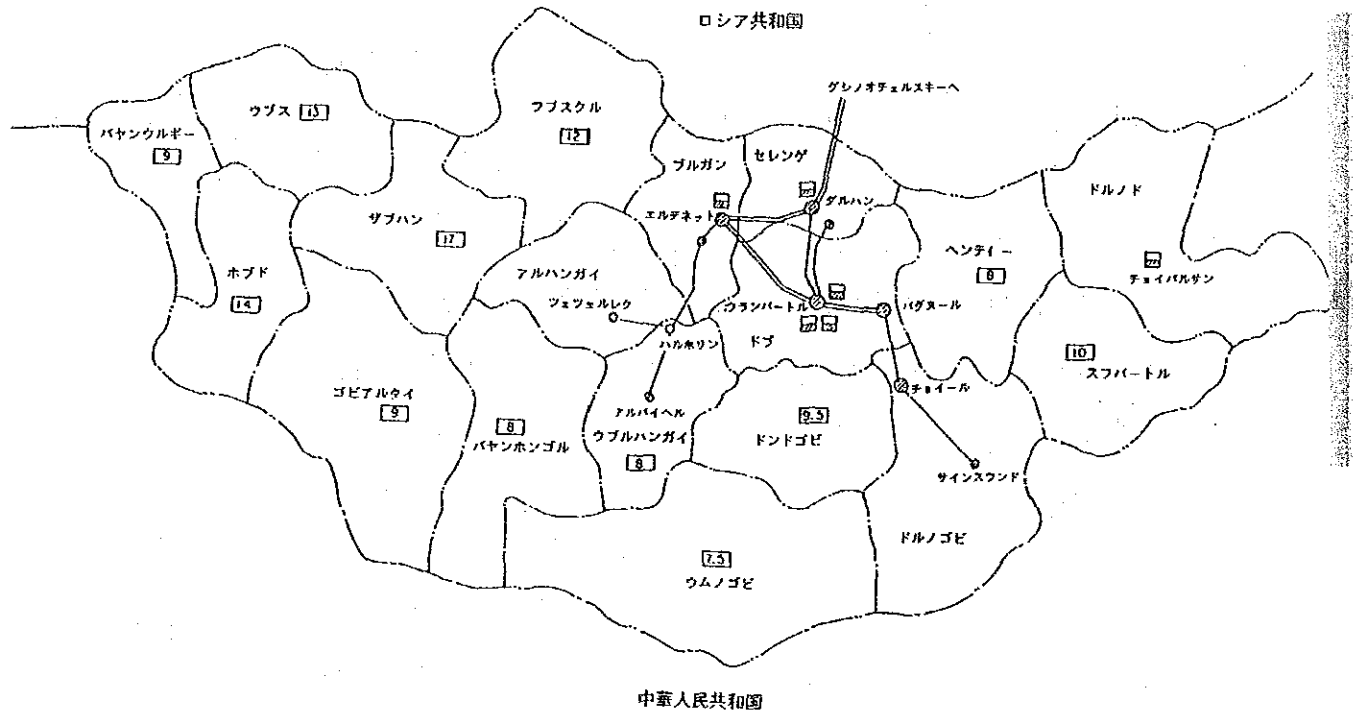 ロシア共和国
グシノオチェルスキーへ
ウブス
15
フブスクル
バヤンウルギー
9
ブルガン
セレンゲ
ドルノド
ダルハン
エルデネット
ザブハン
17
ヘンティー
8
ホブド
14
アルハンガイ
チョイバルサン
ツェツェルレク
ウランバートル
バグヌール
ハルホリン
ドブ
10
スフバートル
ゴビアルタイ
9
チョイール
アルバイヘル
9.5
ドンドゴビ
8
バヤンホンゴル
ウブルハンガイ
8
サインスウンド
ドルノゴビ
7.5
ウムノゴビ
中華人民共和国